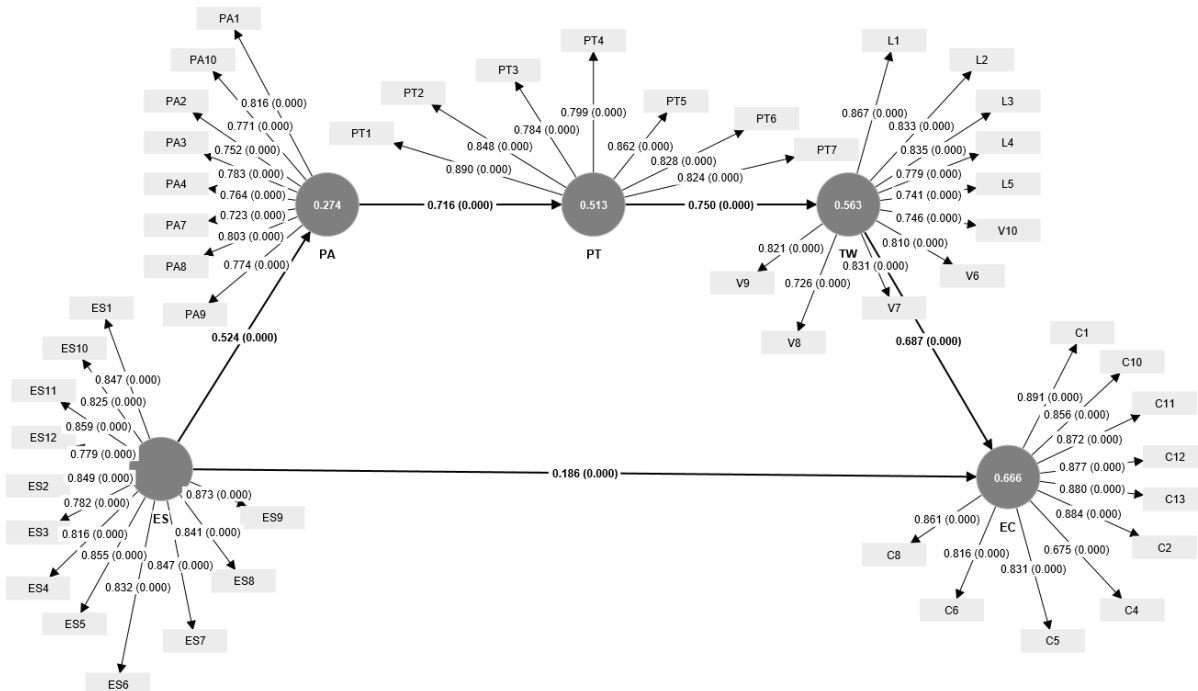 PA1
PA10
PA2
PA3
PA4
PA7
PA8
PA9
0.816 (0.000)
0.771 (0.000)
0.752 (0.000)
0.783 (0.000)
0.764 (0.000)
0.723 (0.000)
0.803 (0.000)
0.774 (0.000)
0.274
PA
0.716 (0.000)
PT1
PT2
PT3
PT4
PT5
PT6
PT7
0.890 (0.000)
0.848 (0.000)
0.784 (0.000)
0.799 (0.000)
0.862 (0.000)
0.828 (0.000)
0.824 (0.000)
0.513
PT
0.750 (0.000)
L1
L2
L3
L4
L5
V10
V6
V7
V8
V9
0.867 (0.000)
0.833 (0.000)
0.835 (0.000)
0.779 (0.000)
0.741 (0.000)
0.746 (0.000)
0.810 (0.000)
0.831 (0.000)
0.726 (0.000)
0.821 (0.000)
0.563
TW
0.524 (0.000)
0.687 (0.000)
ES1
ES10
ES11
ES12
ES2
ES3
ES4
ES5
ES6
ES7
ES8
ES9
0.847 (0.000)
0.825 (0.000)
0.859 (0.000)
0.779 (0.000)
0.849 (0.000)
0.782 (0.000)
0.816 (0.000)
0.855 (0.000)
0.832 (0.000)
0.847 (0.000)
0.841 (0.000)
0.873 (0.000)
ES
0.186 (0.000)
C1
C10
C11
C12
C13
C2
C4
C5
C6
C8
0.891 (0.000)
0.856 (0.000)
0.872 (0.000)
0.877 (0.000)
0.880 (0.000)
0.884 (0.000)
0.675 (0.000)
0.831 (0.000)
0.816 (0.000)
0.861 (0.000)
0.666
EC